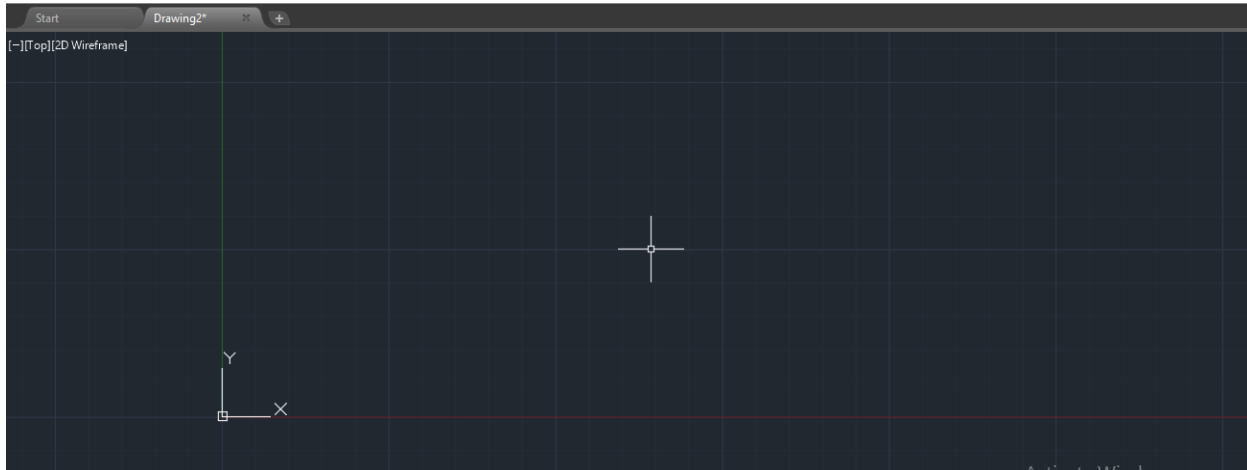 Start Drawing2* +
[−][Top][2D Wireframe]
Y
X